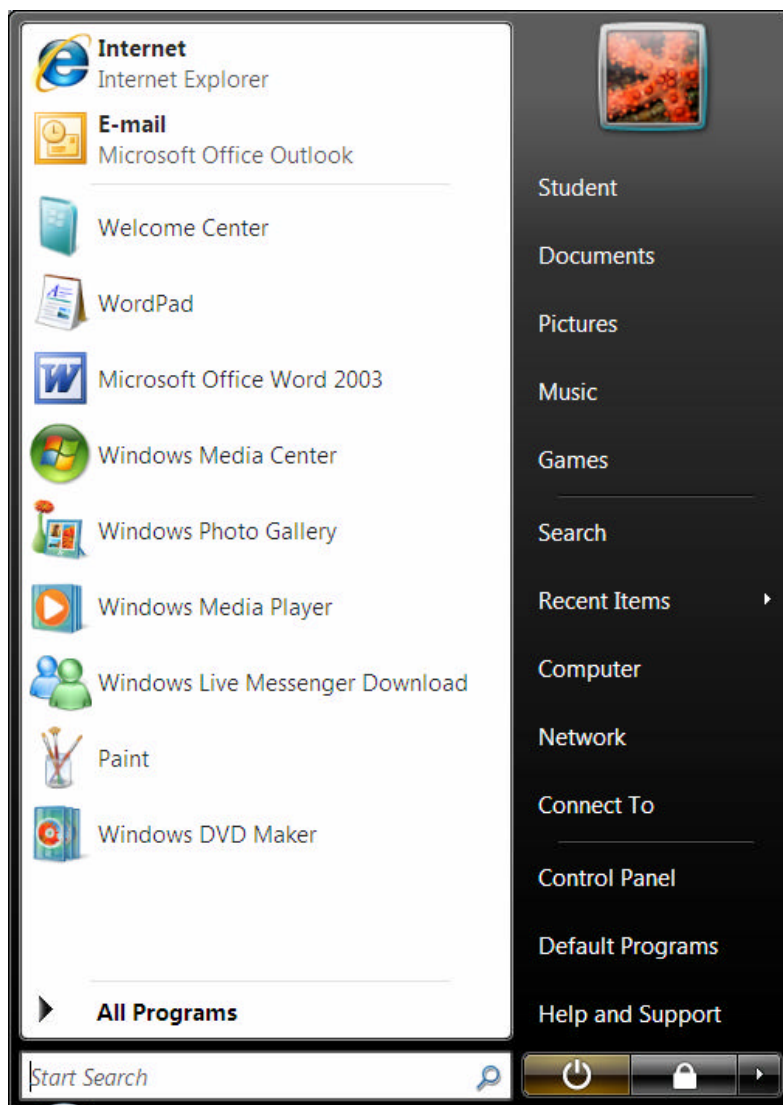 Internet
Internet Explorer
E-mail
Microsoft Office Outlook
Welcome Center
WordPad
Microsoft Office Word 2003
Windows Media Center
Windows Photo Gallery
Windows Media Player
Windows Live Messenger Download
Paint
Windows DVD Maker
All Programs
Start Search
Student
Documents
Pictures
Music
Games
Search
Recent Items
Computer
Network
Connect To
Control Panel
Default Programs
Help and Support